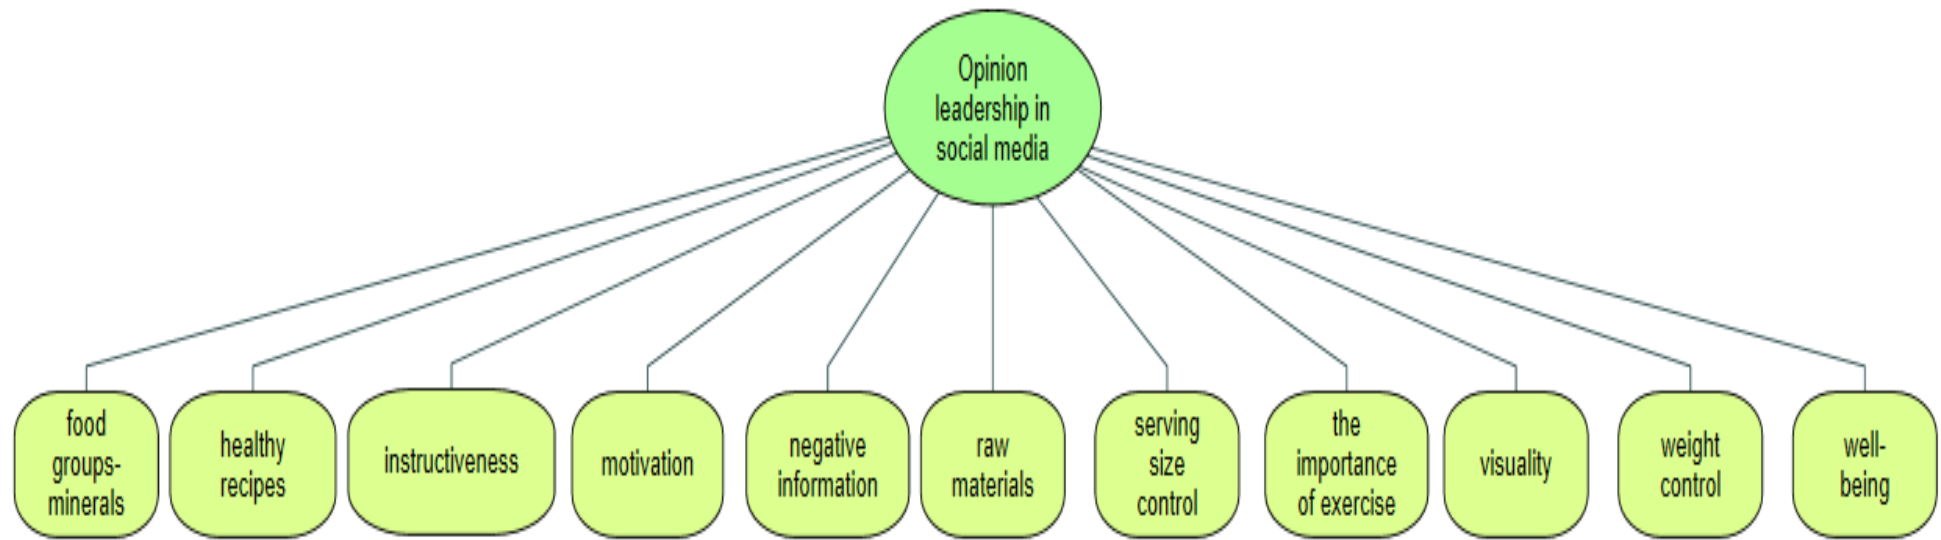 Opinion
leadership in
social media
food
groups-
minerals
healthy
recipes
instructiveness
motivation
negative
information
raw
materials
serving
size
control
the
importance
of exercise
visuality
weight
control
well-
being